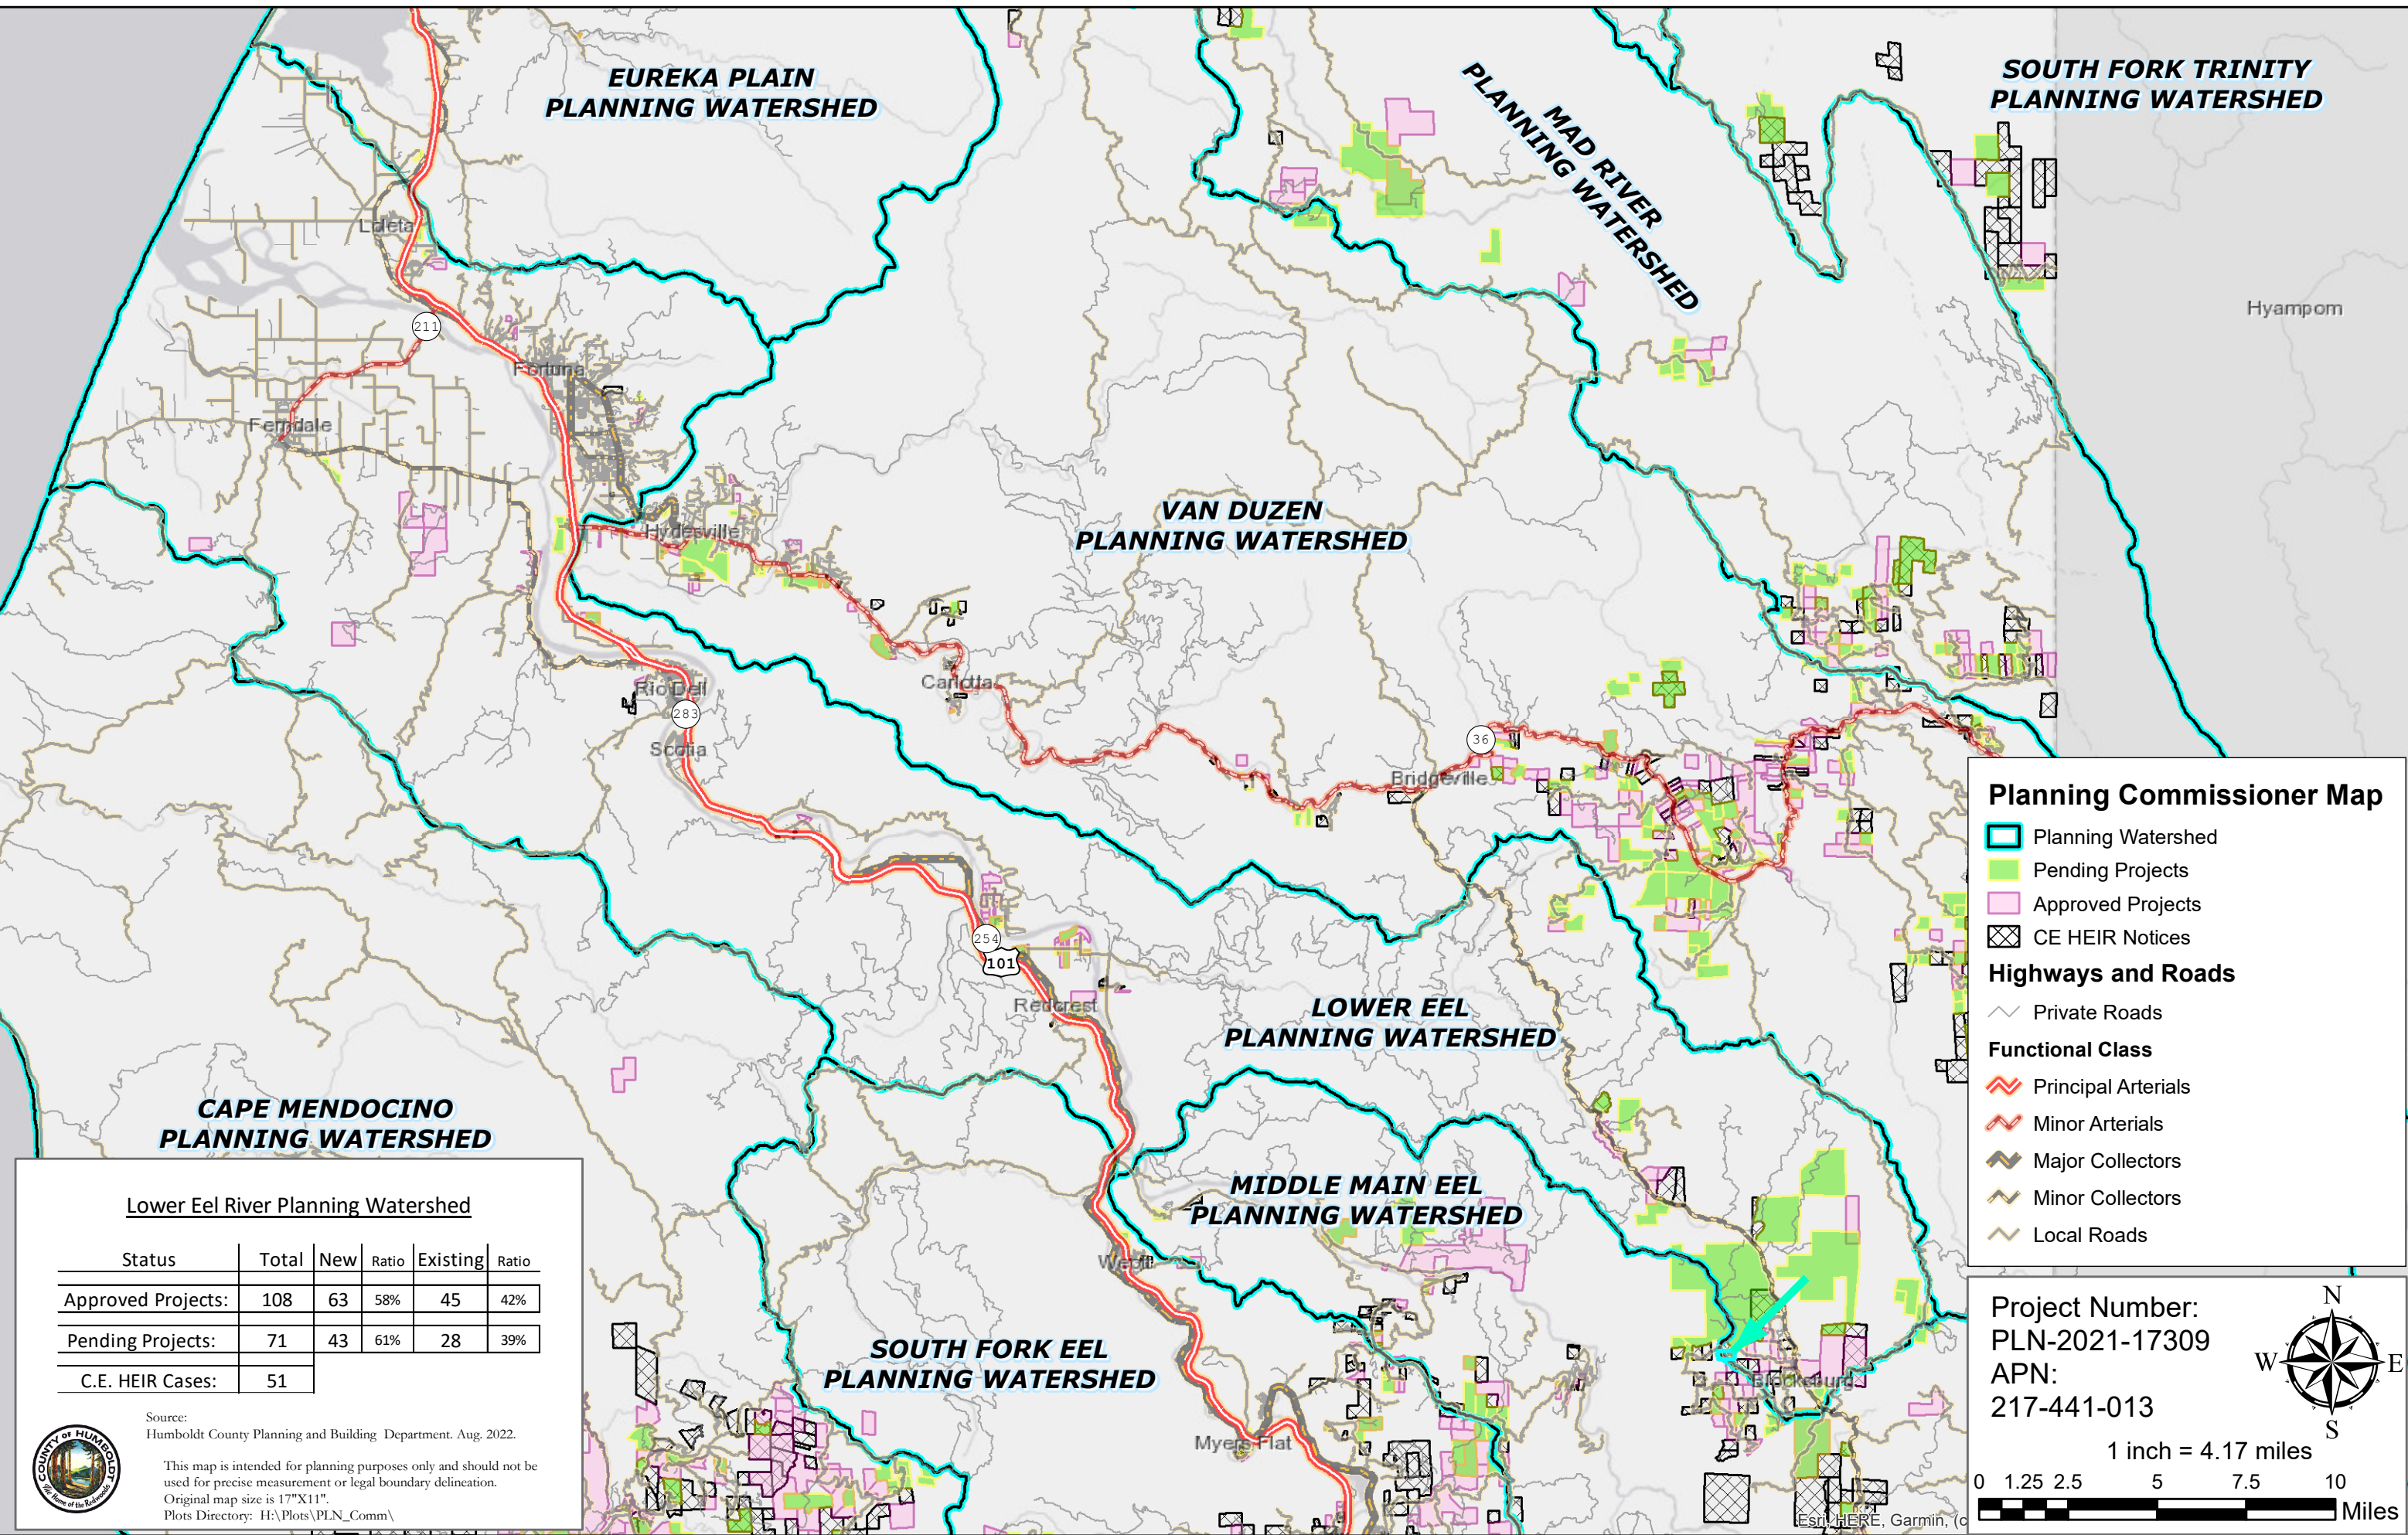 EUREKA PLAIN
PLANNING WATERSHED
MAD RIVER
PLANNING WATERSHED
SOUTH FORK TRINITY
PLANNING WATERSHED
Loleta
211
Hyampom
Fortuna
Ferndale
Hydesville
VAN DUZEN
PLANNING WATERSHED
Rio Dell
Carlotta
283
Scotia
36
Bridgeville
254
101
Redcrest
LOWER EEL
PLANNING WATERSHED
CAPE MENDOCINO
PLANNING WATERSHED
MIDDLE MAIN EEL
PLANNING WATERSHED
Weott
SOUTH FORK EEL
PLANNING WATERSHED
Blocksburg
Myers Flat
Planning Commissioner Map
Planning Watershed
Pending Projects
Approved Projects
CE HEIR Notices
Highways and Roads
Private Roads
Functional Class
Principal Arterials
Minor Arterials
Major Collectors
Minor Collectors
Local Roads
Lower Eel River Planning Watershed
Status Total New Ratio Existing Ratio
Approved Projects: 108 63 58% 45 42%
Pending Projects: 71 43 61% 28 39%
C.E. HEIR Cases: 51
Source:
Humboldt County Planning and Building Department. Aug. 2022.
This map is intended for planning purposes only and should not be
used for precise measurement or legal boundary delineation.
Original map size is 17"X11".
Plots Directory: H:\Plots\PLN_Comm\
COUNTY OF HUMBOLDT
The Home of the Redwoods
Project Number:
PLN-2021-17309
APN:
217-441-013
N
W E
S
1 inch = 4.17 miles
0 1.25 2.5 5 7.5 10
Miles
Esri, HERE, Garmin, (c